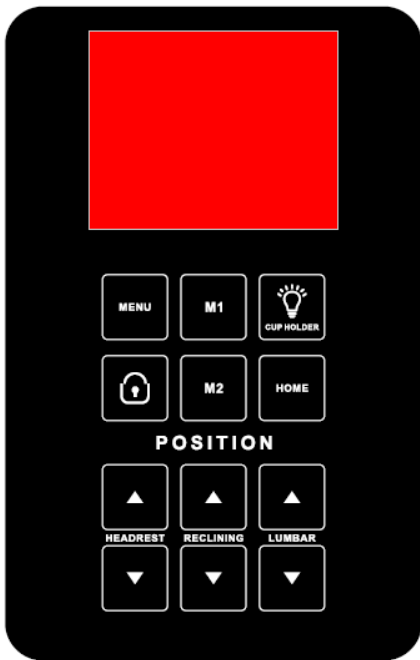 MENU
M1
CUP HOLDER
M2
HOME
POSITION
HEADREST
RECLINING
LUMBAR